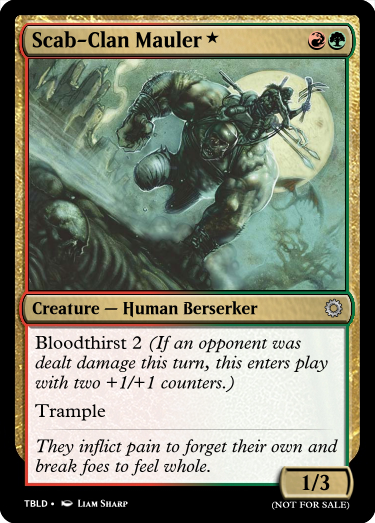 Scab-Clan Mauler ★
Creature — Human Berserker
Bloodthirst 2 (If an opponent was
dealt damage this turn, this enters play
with two +1/+1 counters.)
Trample
They inflict pain to forget their own and
break foes to feel whole.
1/3
TBLD • Liam Sharp
(NOT FOR SALE)